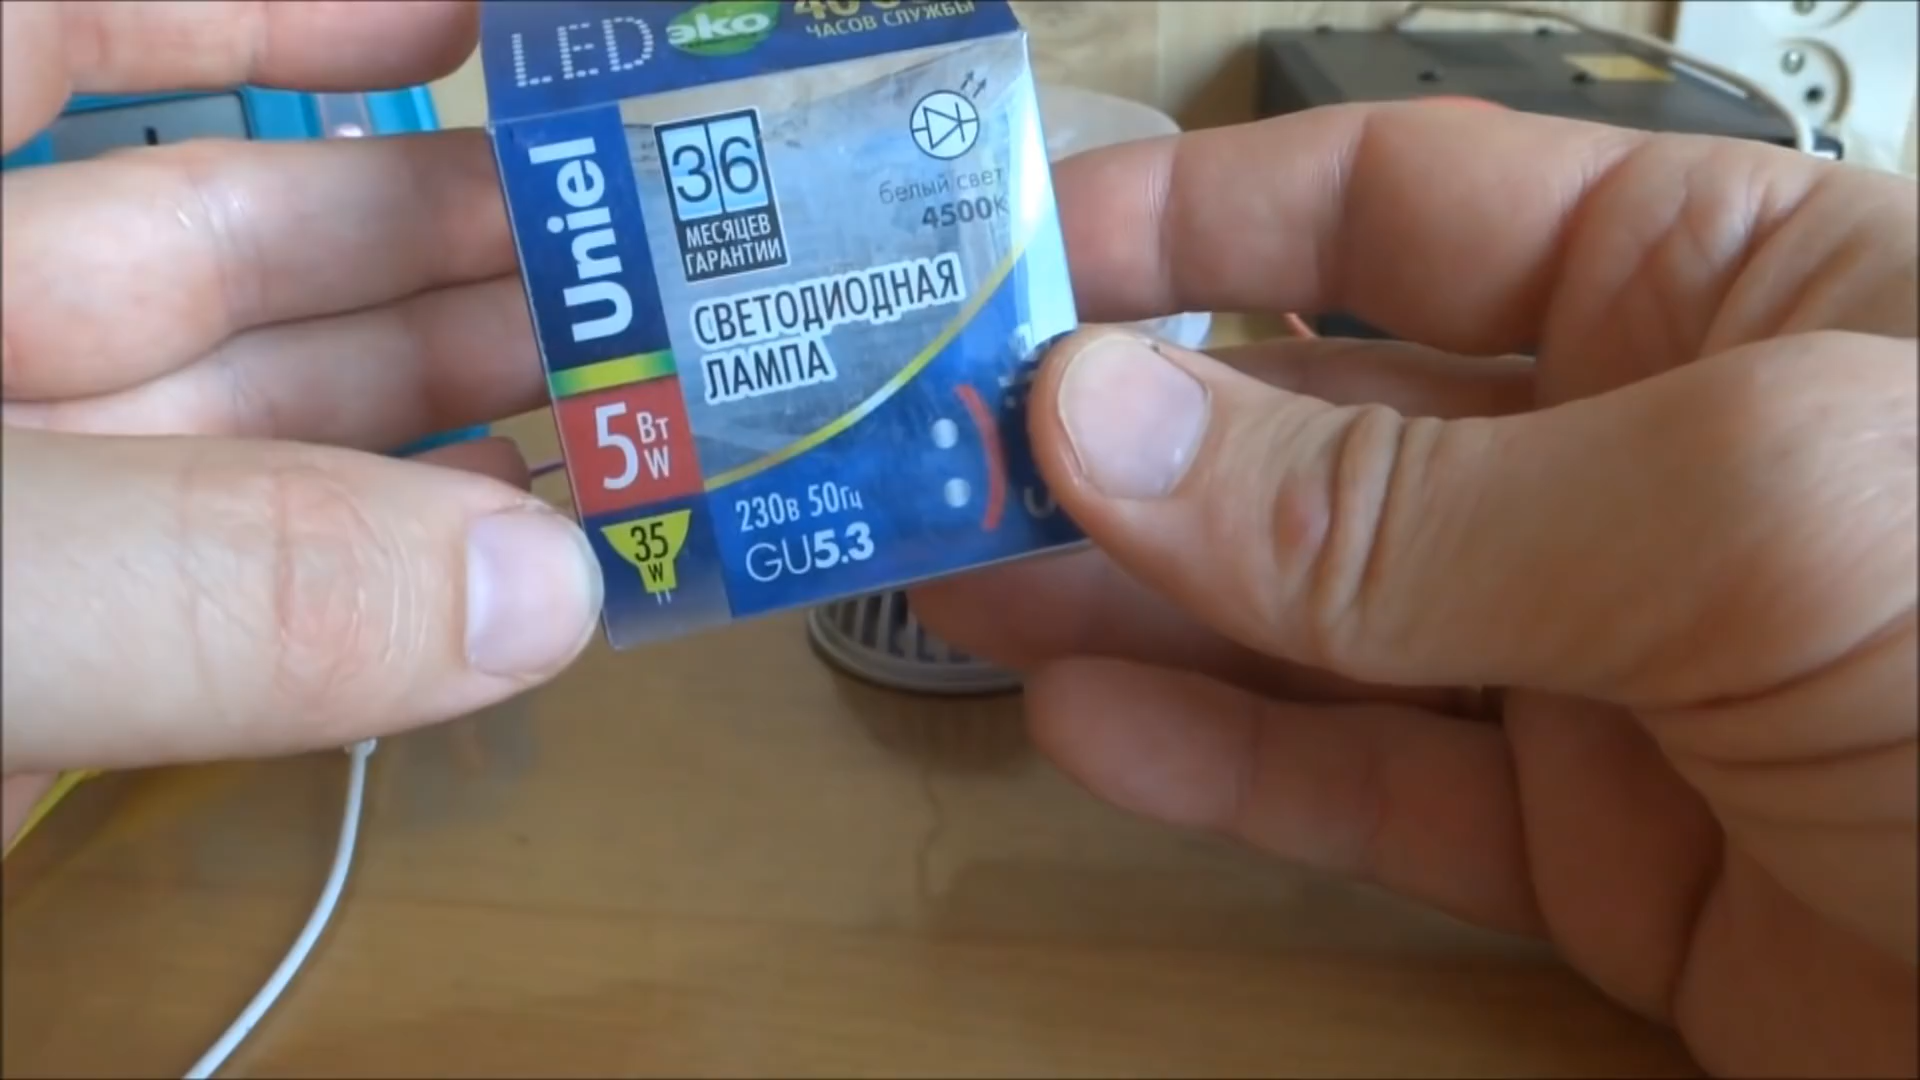 LED эко
ЧАСОВ СЛУЖБЫ
Uniel
36
МЕСЯЦЕВ
ГАРАНТИИ
белый свет
4500К
СВЕТОДИОДНАЯ
ЛАМПА
5 Вт
W
35
W
230в 50Гц
GU5.3